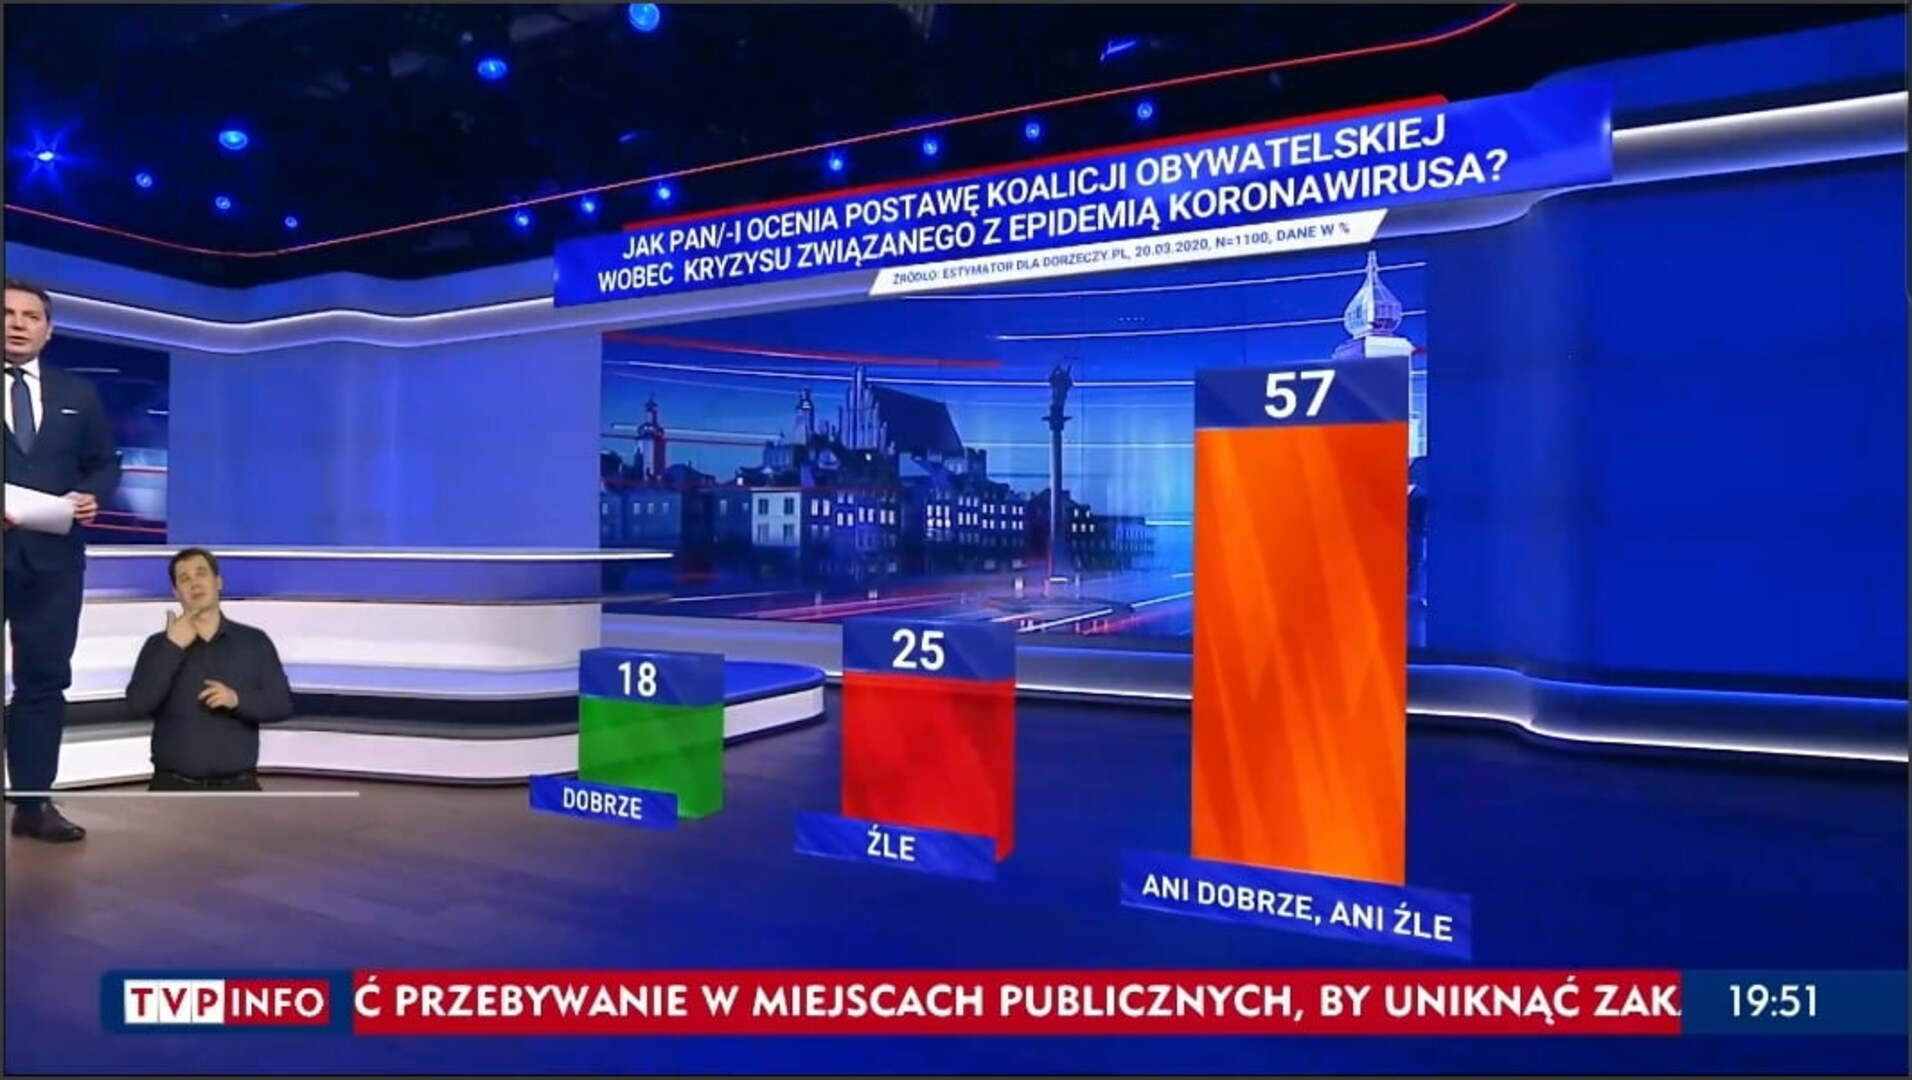 JAK PAN/-I OCENIA POSTAWĘ KOALICJI OBYWATELSKIEJ
WOBEC KRYZYSU ZWIĄZANEGO Z EPIDEMIĄ KORONAWIRUSA?
ŹRÓDŁO: ESTYMATOR DLA DORZECZY.PL, 20.03.2020, N=1100, DANE W %
57
25
18
DOBRZE
ŹLE
ANI DOBRZE, ANI ŹLE
TVP INFO
Ć PRZEBYWANIE W MIEJSCACH PUBLICZNYCH, BY UNIKNĄĆ ZAK
19:51